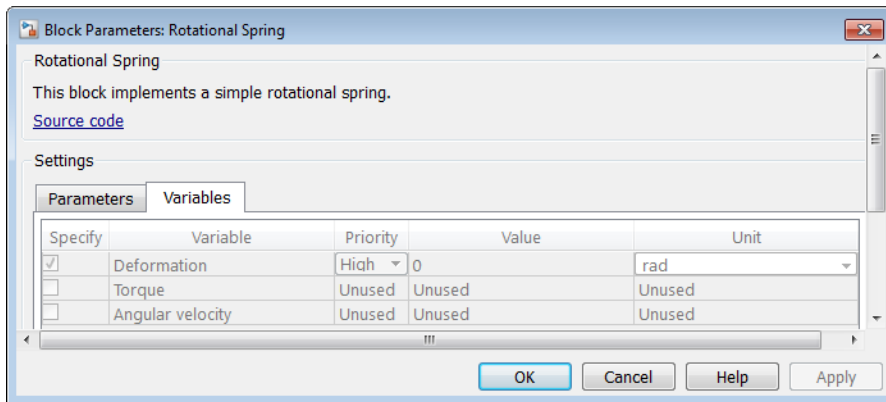 Block Parameters: Rotational Spring
Rotational Spring
This block implements a simple rotational spring.
Source code
Settings
Parameters Variables
Specify Variable Priority Value Unit
Deformation High 0 rad
Torque Unused Unused Unused
Angular velocity Unused Unused Unused
OK Cancel Help Apply